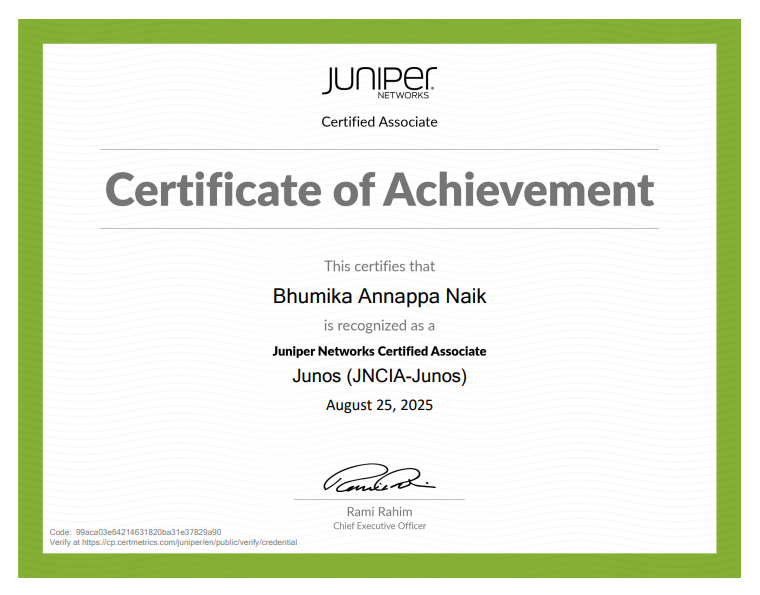 JUNIPEr
NETWORKS
Certified Associate
Certificate of Achievement
This certifies that
Bhumika Annappa Naik
is recognized as a
Juniper Networks Certified Associate
Junos (JNCIA-Junos)
August 25, 2025
Rami Rahim
Chief Executive Officer
Code: 99aca03e64214631820ba31e37829a90
Verify at https://cp.certmetrics.com/juniper/en/public/verify/credential